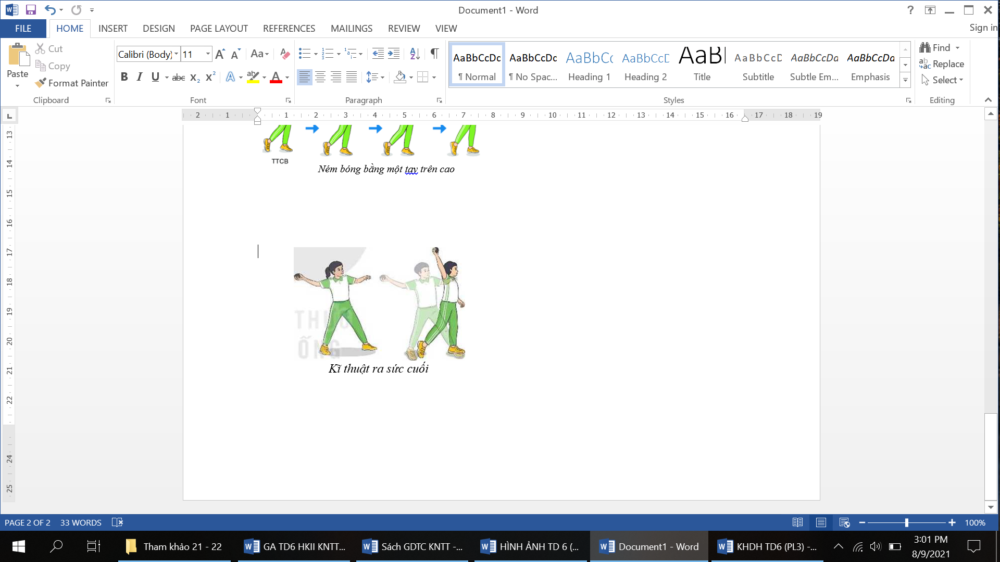 Document1 - Word
FILE HOME INSERT DESIGN PAGE LAYOUT REFERENCES MAILINGS REVIEW VIEW Sign in
Paste
Cut
Copy
Format Painter
Clipboard
Calibri (Body) 11
Font
Paragraph
AaBbCcDc AaBbCcDc AaBbCc AaBbCcD AaBl AaBbCcD AaBbCcDa AaBbCcDa
¶ Normal ¶ No Spac... Heading 1 Heading 2 Title Subtitle Subtle Em... Emphasis
Styles
Find
Replace
Select
Editing
2 1 1 2 3 4 5 6 7 8 9 10 11 12 13 14 15 16 17 18 19
13
14
15
16
17
18
19
20
21
22
24
25
TTCB
Ném bóng bằng một tay trên cao
ỐNG
Kĩ thuật ra sức cuối
PAGE 2 OF 2 33 WORDS 100%
Tham khảo 21 - 22
GA TD6 HKII KNTT...
Sách GDTC KNTT -...
HÌNH ẢNH TD 6 (...
Document1 - Word
KHDH TD6 (PL3) -...
3:01 PM
8/9/2021